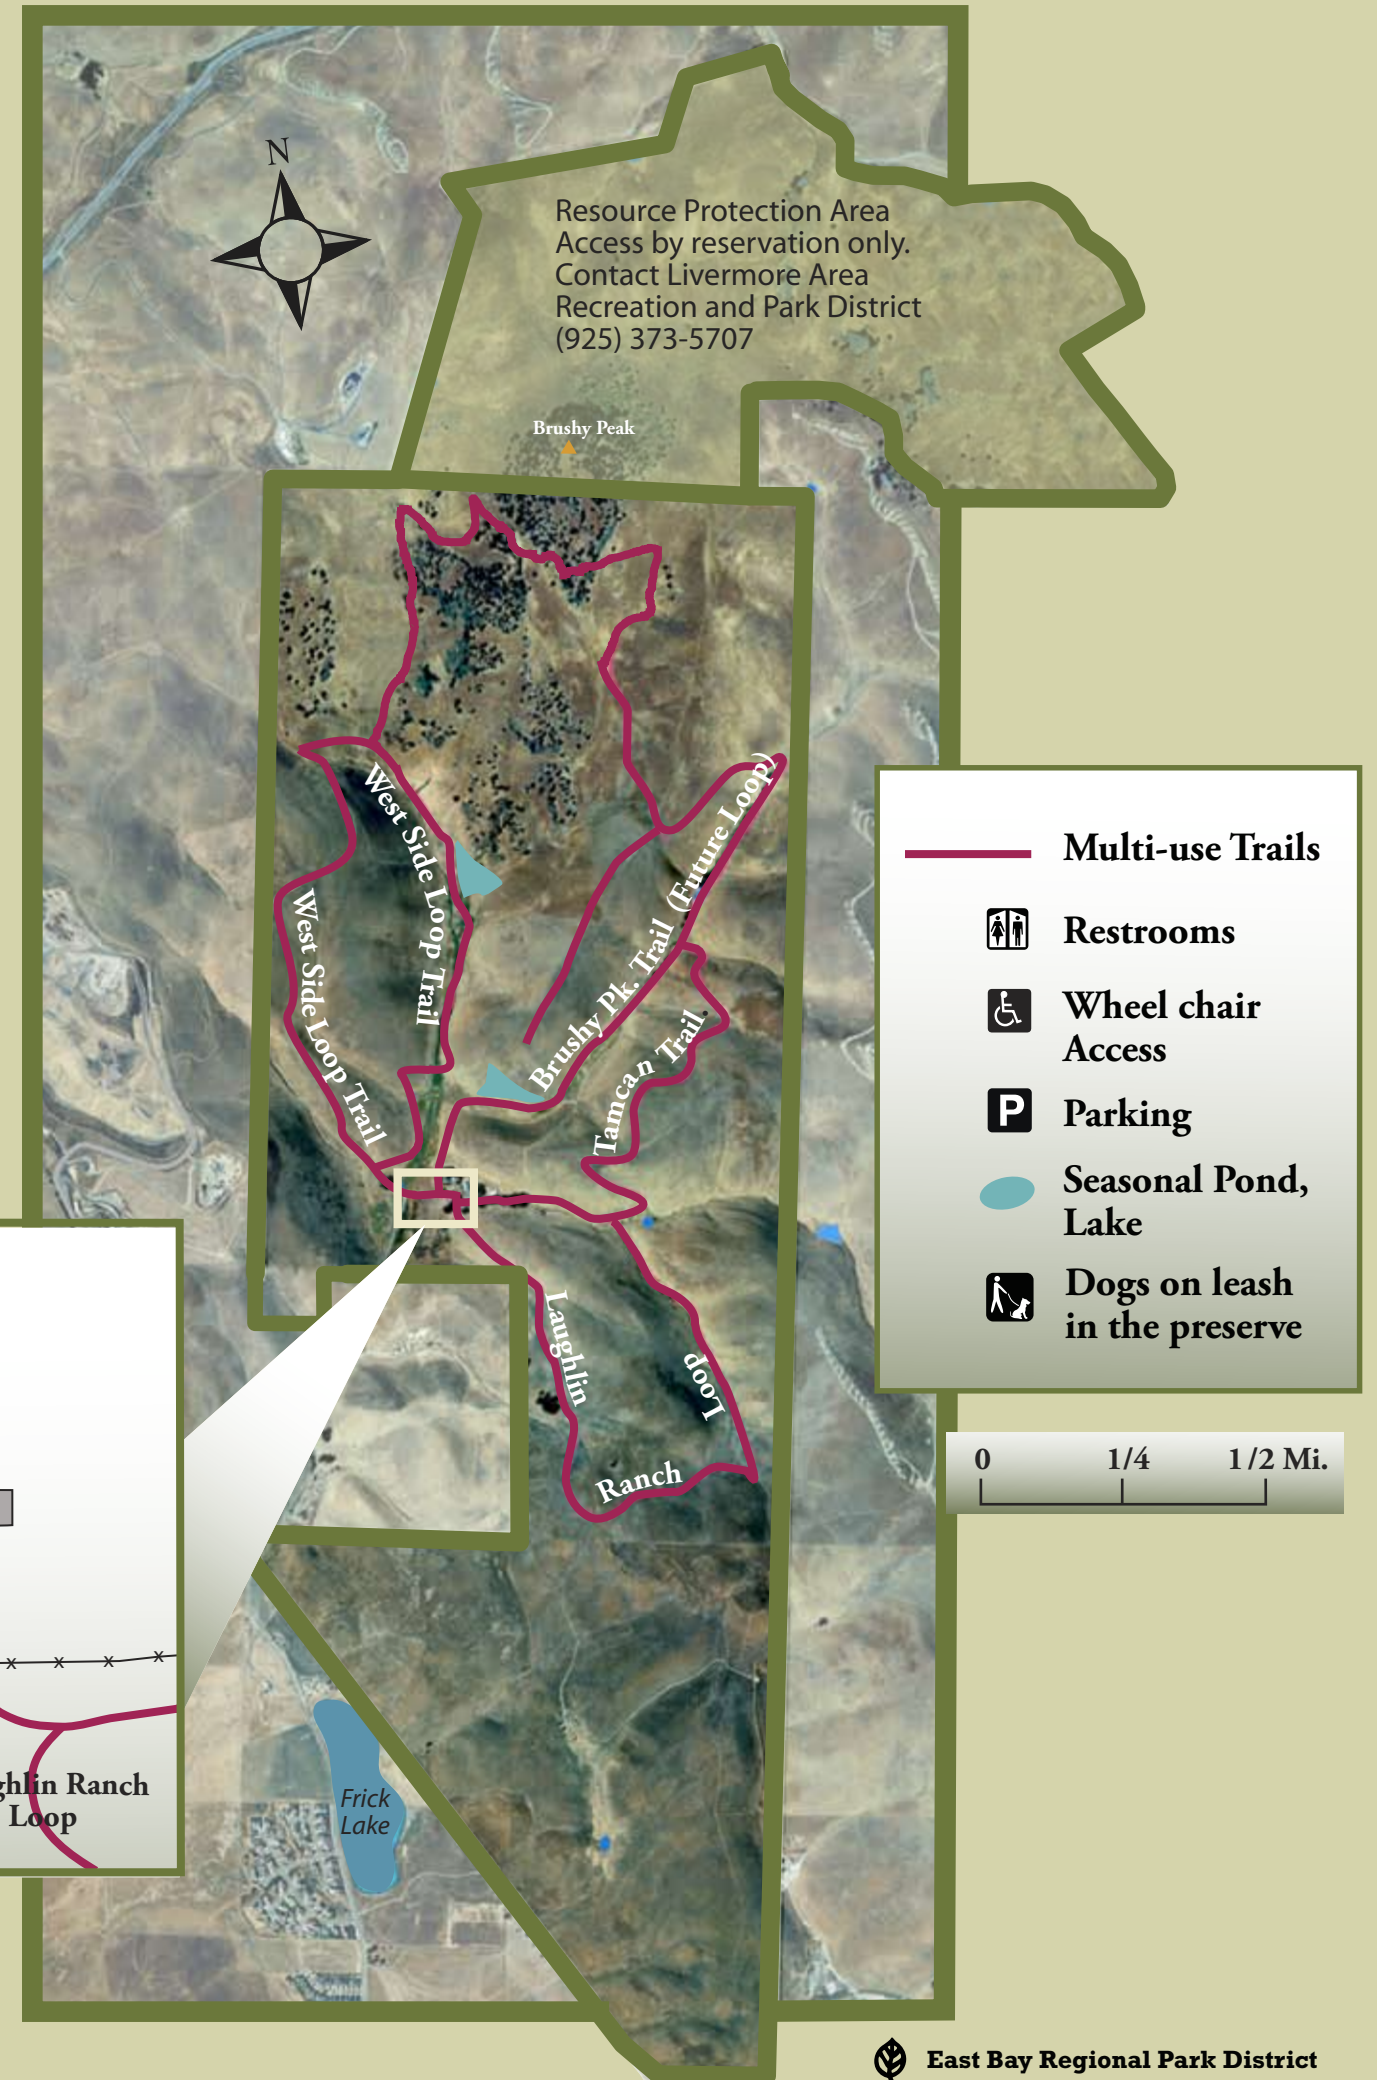 N
Resource Protection Area
Access by reservation only.
Contact Livermore Area
Recreation and Park District
(925) 373-5707
Brushy Peak
West Side Loop Trail
West Side Loop Trail
Brushy Pk. Trail (Future Loop)
Tamcan Trail
Laughlin
Ranch
Loop
Multi-use Trails
Restrooms
Wheel chair
Access
P
Parking
Seasonal Pond,
Lake
Dogs on leash
in the preserve
0 1/4 1/2 Mi.
x x x x
ghlin Ranch
Loop
Frick
Lake
East Bay Regional Park District